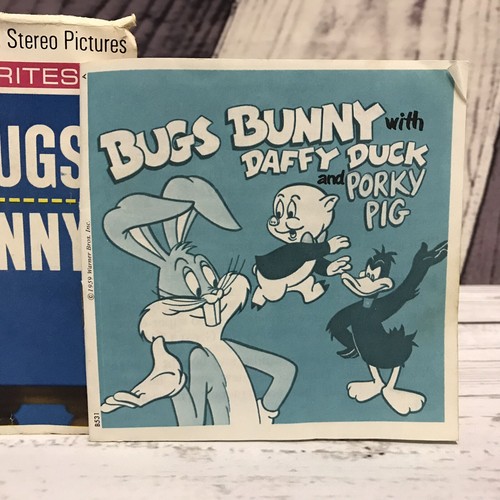 Stereo Pictures
RITES
UGS
NNY
BUGS BUNNY with
DAFFY DUCK
and PORKY
PIG
© 1959 Warner Bros. Inc.
B531